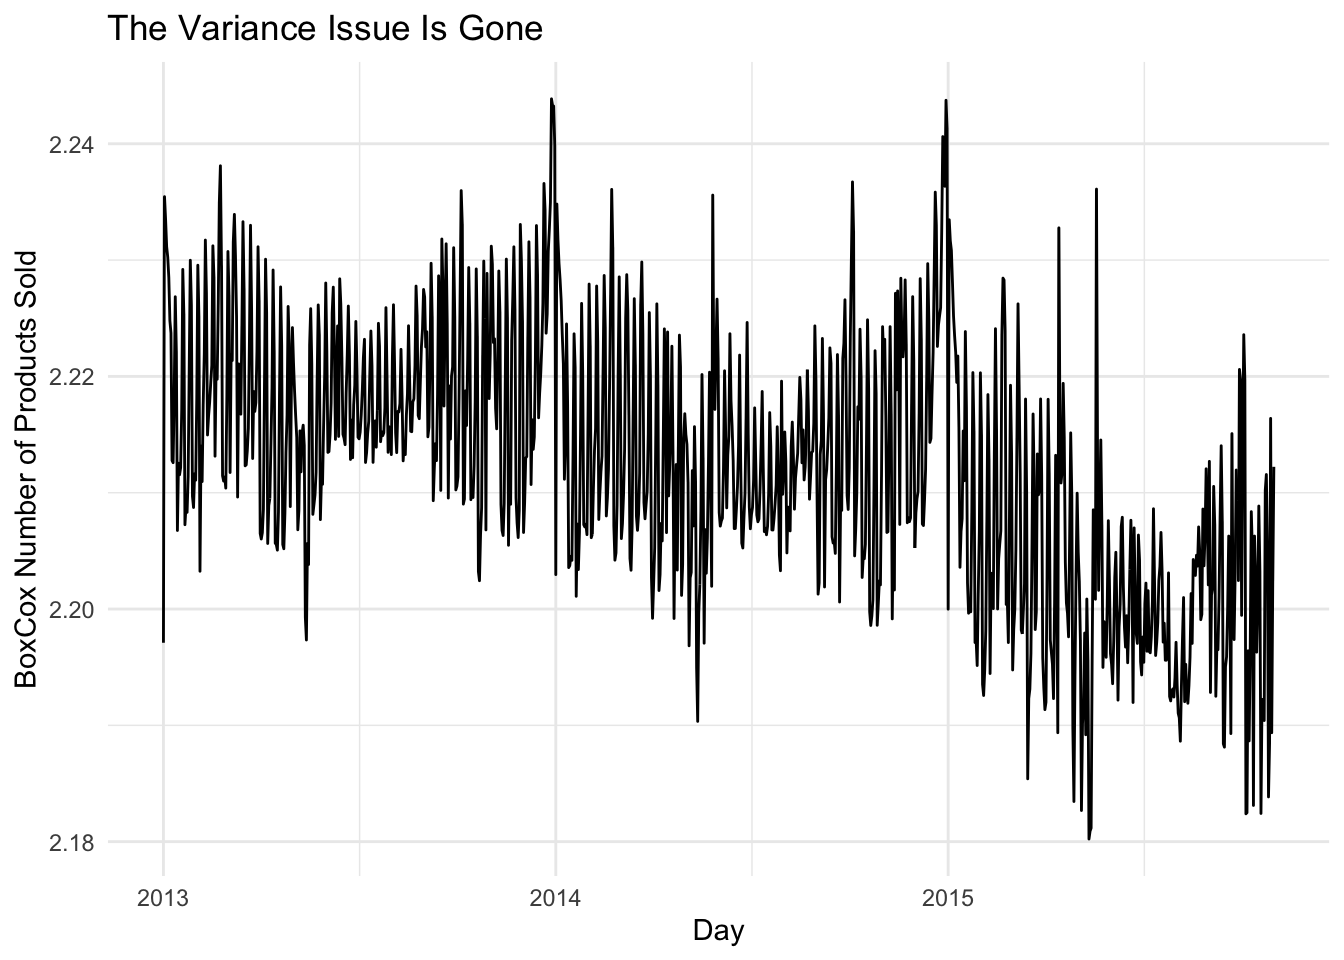 The Variance Issue Is Gone
BoxCox Number of Products Sold
2.24
2.22
2.20
2.18
2013
2014
2015
Day